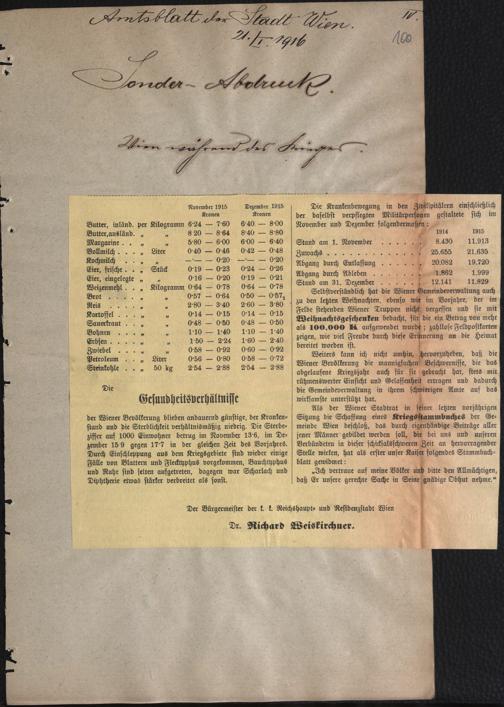 Amtsblatt der Stadt Wien.
IV.
21./I. 1916
160
Sonder-Abdruck.
Wien während des Krieges.
November 1915 Dezember 1915
Kronen Kronen
Butter, inländ. per Kilogramm 6·24 — 7·60 6·40 — 8·00
Butter, ausländ. „ „ 8·20 — 8·64 8·40 — 8·80
Margarine . . „ „ 5·80 — 6·00 6·00 — 6·40
Vollmilch . . „ Liter 0·40 — 0·46 0·42 — 0·48
Kochmilch . . „ „ —·— — 0·20 — — 0·20
Eier, frische . „ Stück 0·19 — 0·23 0·24 — 0·26
Eier, eingelegte „ „ 0·16 — 0·20 0·19 — 0·21
Weizenmehl . „ Kilogramm 0·64 — 0·78 0·64 — 0·78
Brot . . . . „ „ 0·57 — 0·64 0·50 — 0·57
Reis . . . . „ „ 2·80 — 3·40 2·60 — 3·80
Kartoffel . . „ „ 0·14 — 0·15 0·14 — 0·15
Sauerkraut . „ „ 0·48 — 0·50 0·48 — 0·50
Bohnen . . „ „ 1·10 — 1·40 1·10 — 1·40
Erbsen . . . „ „ 1·50 — 2·24 1·60 — 2·40
Zwiebel . . „ „ 0·58 — 0·92 0·60 — 0·92
Petroleum . „ Liter 0·56 — 0·80 0·58 — 0·72
Steinkohle . „ 50 kg 2·54 — 2·88 2·54 — 2·88
Die
Gesundheitsverhältnisse
der Wiener Bevölkerung blieben andauernd günstige, der Kranken-
stand und die Sterblichkeit verhältnismäßig niedrig. Die Sterbe-
ziffer auf 1000 Einwohner betrug im November 13·6, im De-
zember 15·9 gegen 17·7 in der gleichen Zeit des Vorjahres.
Durch Einschleppung aus dem Kriegsgebiete sind wieder einige
Fälle von Blattern und Flecktyphus vorgekommen, Bauchtyphus
und Ruhr sind selten aufgetreten, dagegen war Scharlach und
Diphtherie etwas stärker verbreitet als sonst.
Die Krankenbewegung in den Zivilspitälern einschließlich
der daselbst verpflegten Militärpersonen gestaltete sich im
November und Dezember folgendermaßen:
1914 1915
Stand am 1. November . . . . . 8.430 11.913
Zuwachs . . . . . 25.655 21.635
Abgang durch Entlassung . . . . . 20.082 19.720
Abgang durch Ableben . . . . . 1.862 1.999
Stand am 31. Dezember . . . . . 12.141 11.829
Selbstverständlich hat die Wiener Gemeindeverwaltung auch
zu den letzten Weihnachten, ebenso wie im Vorjahre, der im
Felde stehenden Wiener Truppen nicht vergessen und sie mit
Weihnachtsgeschenken bedacht, für die ein Betrag von mehr
als 100.000 K aufgewendet wurde; zahllose Feldpostkarten
zeigen, wie viel Freude durch diese Erinnerung an die Heimat
bereitet worden ist.
Weiters kann ich nicht umhin, hervorzuheben, daß die
Wiener Bevölkerung die mannigfachen Beschwernisse, die das
abgelaufene Kriegsjahr auch für sie gebracht hat, stets mit
rühmenswerter Einsicht und Gelassenheit ertragen und dadurch
die Gemeindeverwaltung in ihrem schwierigen Amte auf das
wirksamste unterstützt hat.
Als der Wiener Stadtrat in seiner letzten vorjährigen
Sitzung die Schaffung eines Kriegsstammbuches der Ge-
meinde Wien beschloß, das durch eigenhändige Beiträge aller
jener Männer gebildet werden soll, die bei uns und unseren
Verbündeten in dieser schicksalsschweren Zeit an hervorragender
Stelle wirken, hat als erster unser Kaiser folgendes Stammbuch-
blatt gewidmet:
„Ich vertraue auf meine Völker und bitte den Allmächtigen,
daß Er unsere gerechte Sache in Seine gnädige Obhut nehme.“
Der Bürgermeister der k. k. Reichshaupt- und Residenzstadt Wien
Dr. Richard Weiskirchner.